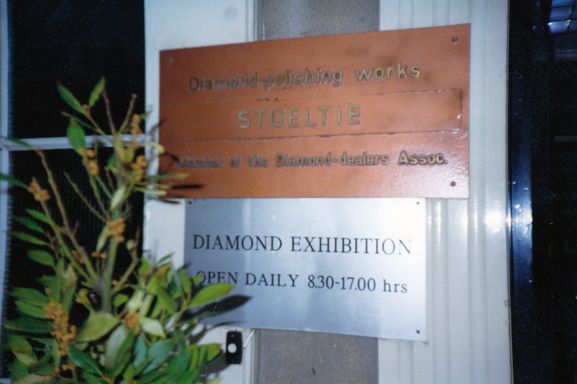 Diamond-polishing works
STOELTIE
Member of the Diamond-dealers Assoc.
DIAMOND EXHIBITION
OPEN DAILY 8.30-17.00 hrs